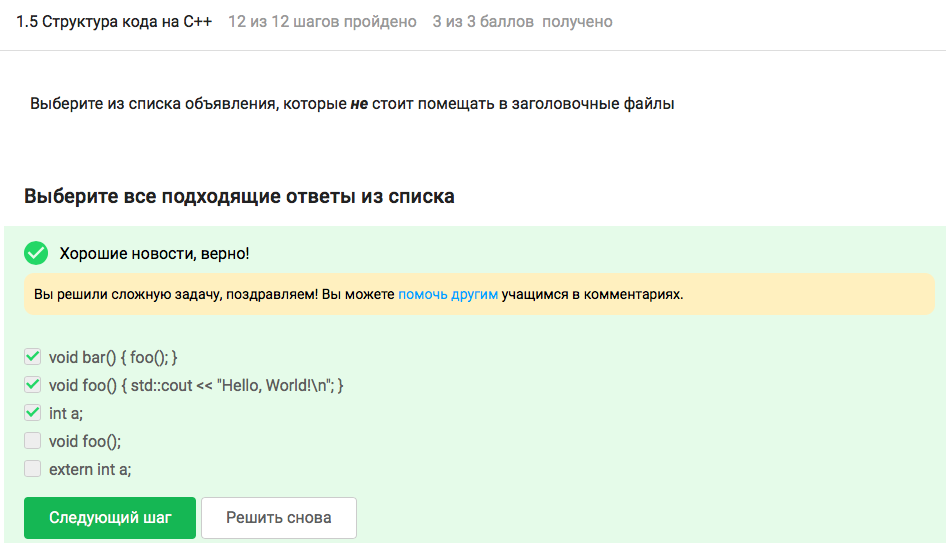 1.5 Структура кода на C++ 12 из 12 шагов пройдено 3 из 3 баллов получено
Выберите из списка объявления, которые не стоит помещать в заголовочные файлы
Выберите все подходящие ответы из списка
Хорошие новости, верно!
Вы решили сложную задачу, поздравляем! Вы можете помочь другим учащимся в комментариях.
void bar() { foo(); }
void foo() { std::cout << "Hello, World!\n"; }
int a;
void foo();
extern int a;
Следующий шаг Решить снова